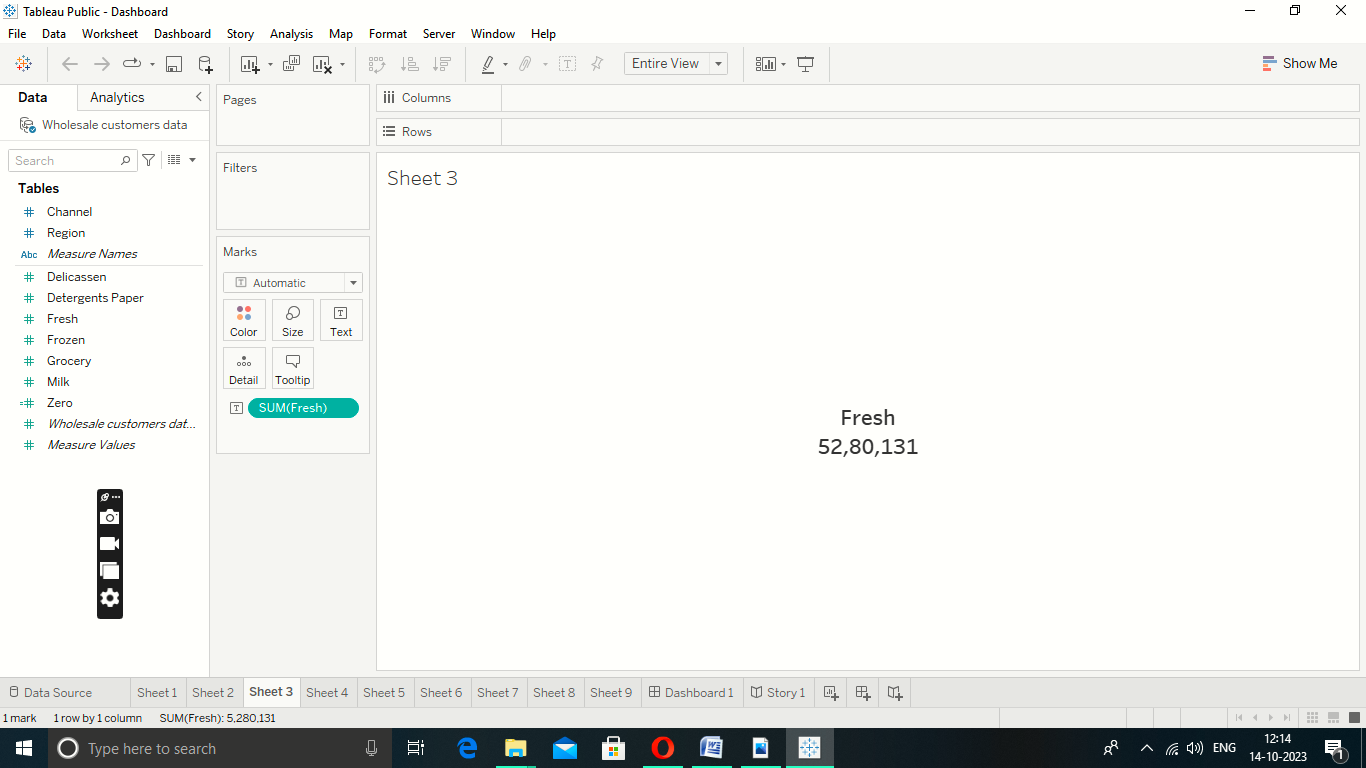 Tableau Public - Dashboard
File Data Worksheet Dashboard Story Analysis Map Format Server Window Help
Entire View
Show Me
Data Analytics
Wholesale customers data
Search
Tables
Channel
Region
Abc Measure Names
Delicassen
Detergents Paper
Fresh
Frozen
Grocery
Milk
Zero
Wholesale customers dat...
Measure Values
Pages
Filters
Marks
Automatic
Color Size Text
Detail Tooltip
SUM(Fresh)
Columns
Rows
Sheet 3
Fresh
52,80,131
Data Source Sheet 1 Sheet 2 Sheet 3 Sheet 4 Sheet 5 Sheet 6 Sheet 7 Sheet 8 Sheet 9 Dashboard 1 Story 1
1 mark 1 row by 1 column SUM(Fresh): 5,280,131
Type here to search
ENG
12:14
14-10-2023
1